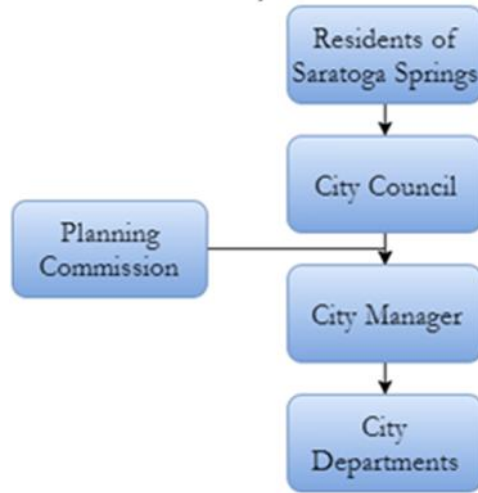 Residents of
Saratoga Springs
City Council
Planning
Commission
City Manager
City
Departments